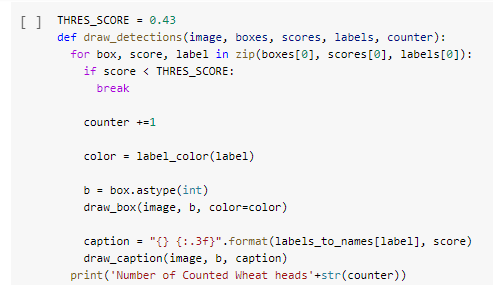 [ ] THRES_SCORE = 0.43
def draw_detections(image, boxes, scores, labels, counter):
  for box, score, label in zip(boxes[0], scores[0], labels[0]):
    if score < THRES_SCORE:
      break

    counter +=1

    color = label_color(label)

    b = box.astype(int)
    draw_box(image, b, color=color)

    caption = "{} {:.3f}".format(labels_to_names[label], score)
    draw_caption(image, b, caption)
  print('Number of Counted Wheat heads'+str(counter))